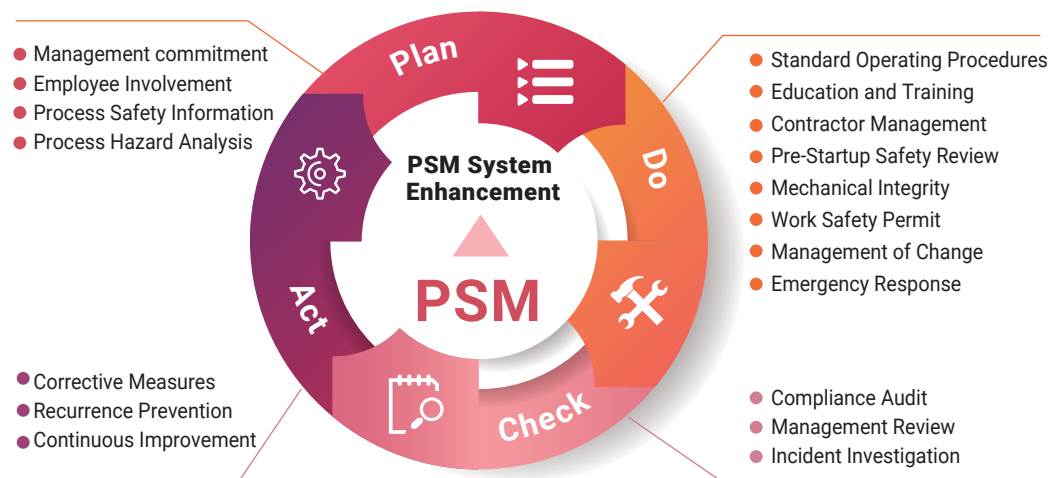 Plan
Do
Check
Act
PSM System
Enhancement
PSM
Management commitment
Employee Involvement
Process Safety Information
Process Hazard Analysis
Standard Operating Procedures
Education and Training
Contractor Management
Pre-Startup Safety Review
Mechanical Integrity
Work Safety Permit
Management of Change
Emergency Response
Compliance Audit
Management Review
Incident Investigation
Corrective Measures
Recurrence Prevention
Continuous Improvement